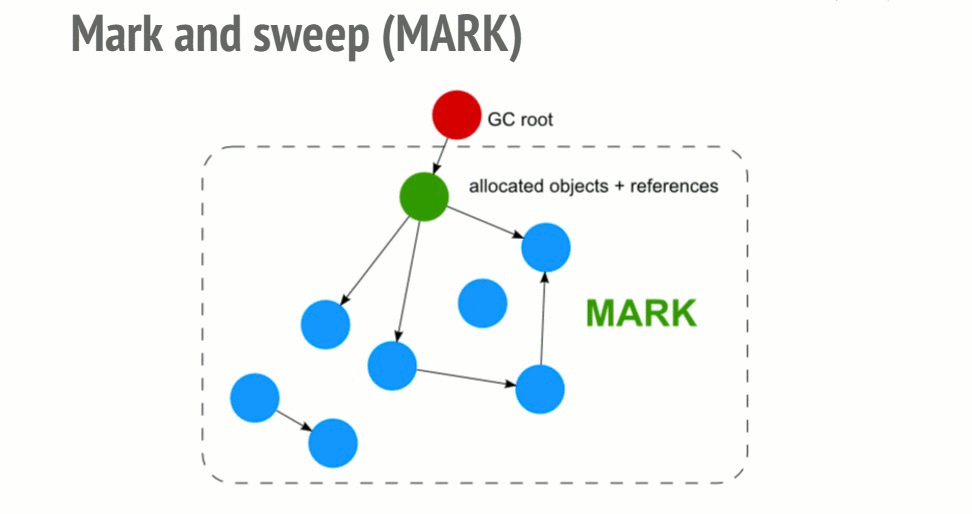 Mark and sweep (MARK)
GC root
allocated objects + references
MARK